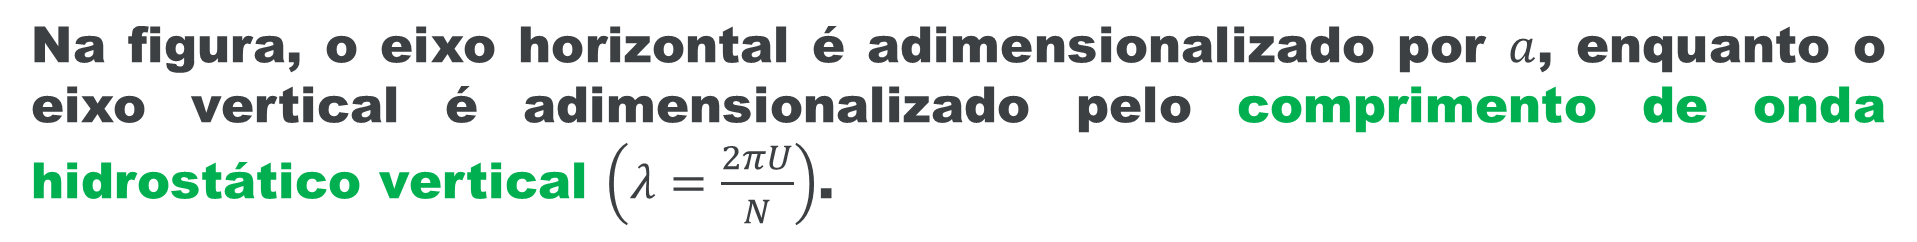 Na figura, o eixo horizontal é adimensionalizado por a, enquanto o
eixo vertical é adimensionalizado pelo comprimento de onda
hidrostático vertical (λ = 2πU/N).